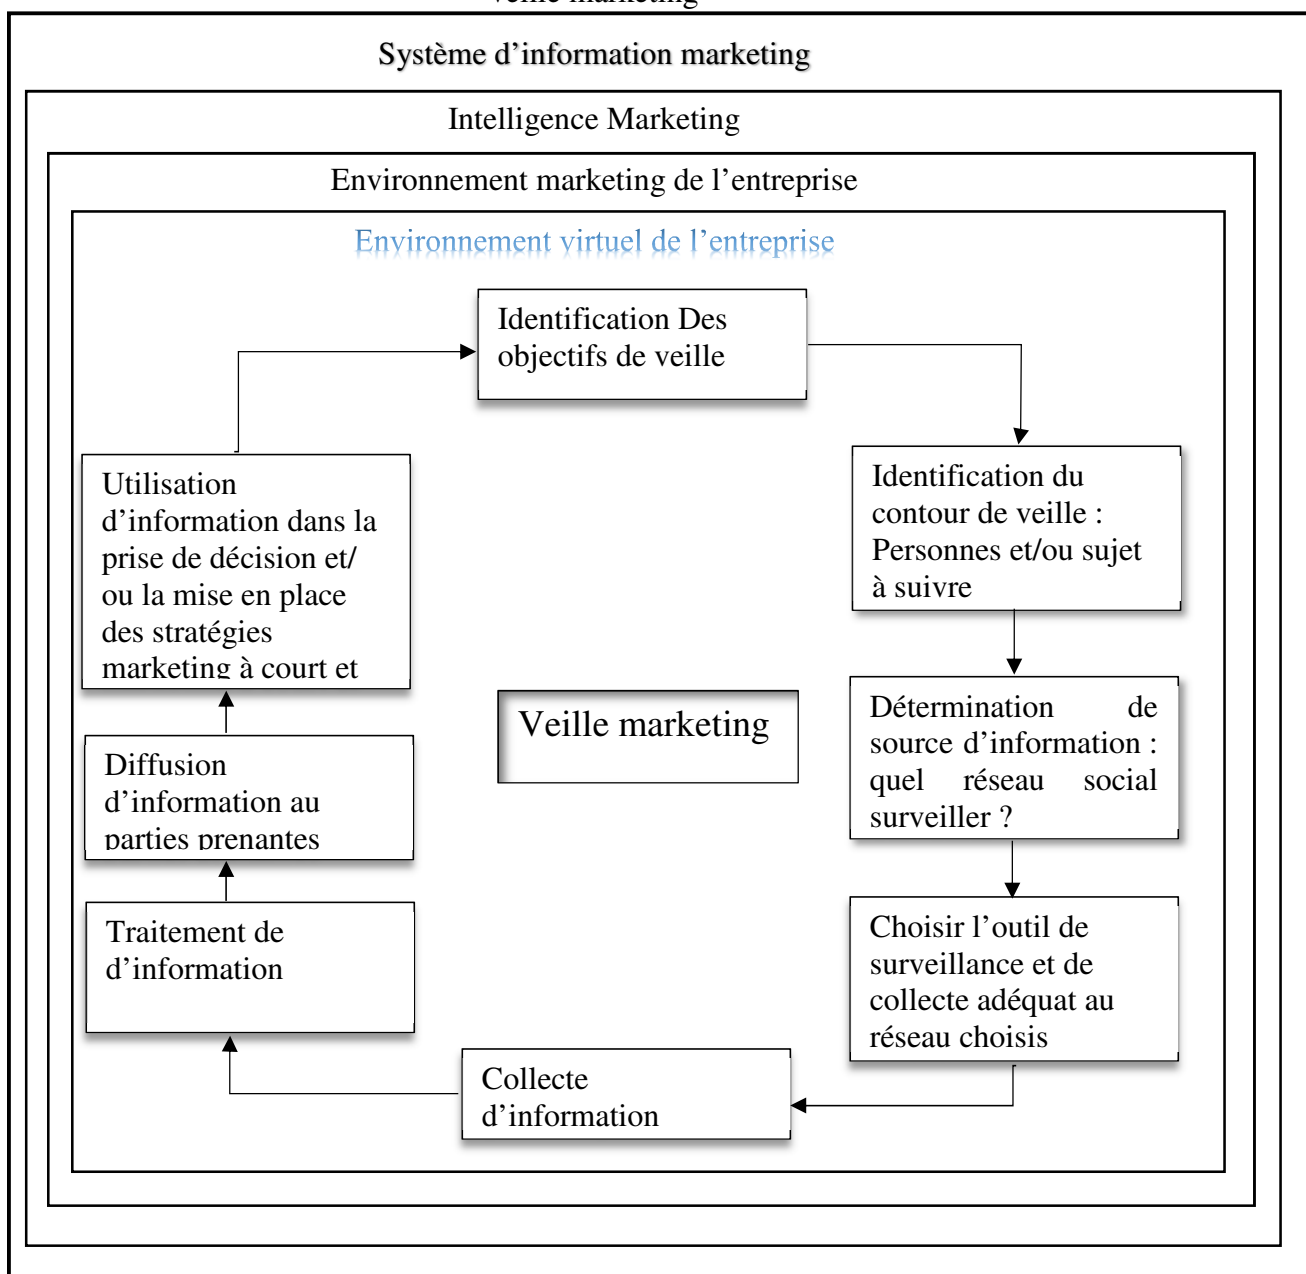 Veille marketing
Système d’information marketing
Intelligence Marketing
Environnement marketing de l’entreprise
Environnement virtuel de l’entreprise
Identification Des
objectifs de veille
Identification du
contour de veille :
Personnes et/ou sujet
à suivre
Détermination de
source d’information :
quel réseau social
surveiller ?
Choisir l’outil de
surveillance et de
collecte adéquat au
réseau choisis
Collecte
d’information
Traitement de
d’information
Diffusion
d’information au
parties prenantes
Utilisation
d’information dans la
prise de décision et/
ou la mise en place
des stratégies
marketing à court et
Veille marketing